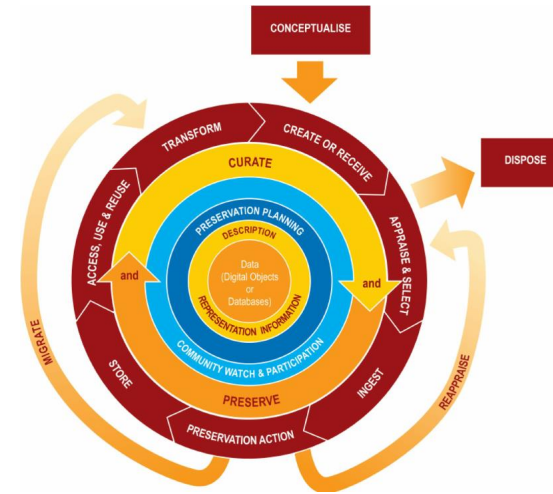 CONCEPTUALISE
DISPOSE
TRANSFORM
CREATE OR RECEIVE
APPRAISE & SELECT
INGEST
PRESERVATION ACTION
STORE
ACCESS, USE & REUSE
CURATE
and
and
PRESERVE
PRESERVATION PLANNING
COMMUNITY WATCH & PARTICIPATION
DESCRIPTION
REPRESENTATION INFORMATION
Data
(Digital Objects
or
Databases)
MIGRATE
REAPPRAISE